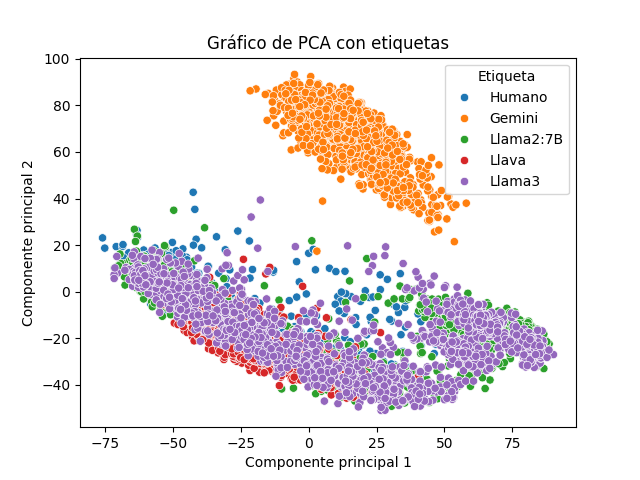 Gráfico de PCA con etiquetas
Componente principal 2
100
80
60
40
20
0
−20
−40
−75
−50
−25
0
25
50
75
Componente principal 1
Etiqueta
Humano
Gemini
Llama2:7B
Llava
Llama3